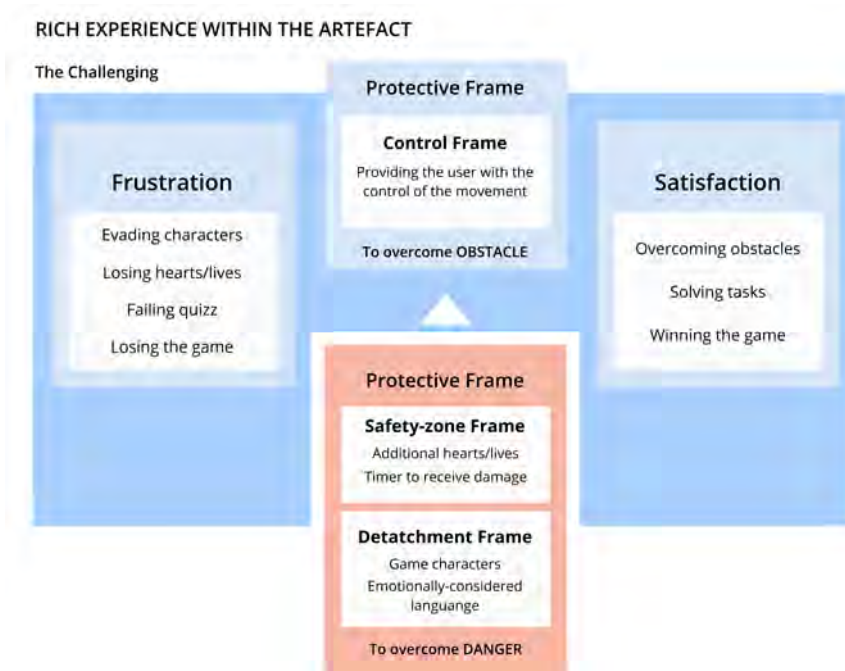 RICH EXPERIENCE WITHIN THE ARTEFACT
The Challenging
Frustration
Evading characters
Losing hearts/lives
Failing quizz
Losing the game
Protective Frame
Control Frame
Providing the user with the
control of the movement
To overcome OBSTACLE
Satisfaction
Overcoming obstacles
Solving tasks
Winning the game
Protective Frame
Safety-zone Frame
Additional hearts/lives
Timer to receive damage
Detatchment Frame
Game characters
Emotionally-considered
languange
To overcome DANGER